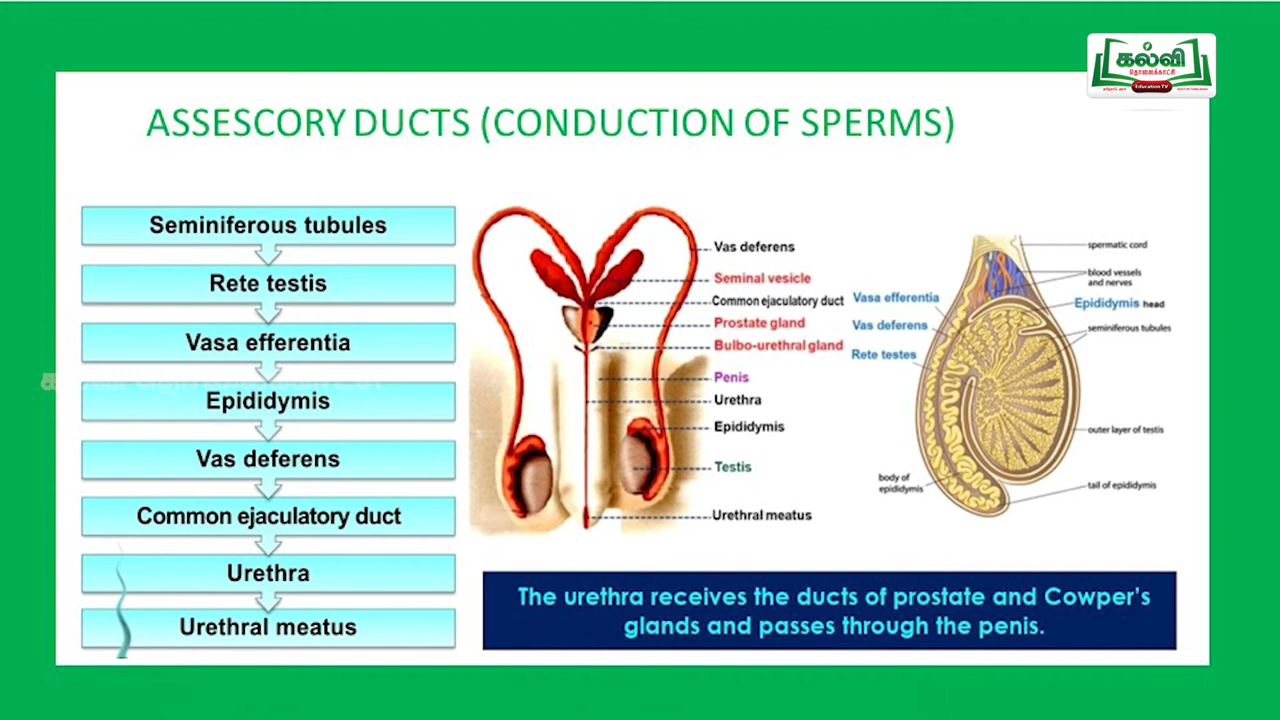 கல்வி
தொலைக்காட்சி
Education TV
ASSESCORY DUCTS (CONDUCTION OF SPERMS)
Seminiferous tubules
Rete testis
Vasa efferentia
Epididymis
Vas deferens
Common ejaculatory duct
Urethra
Urethral meatus
Vas deferens
Seminal vesicle
Common ejaculatory duct
Prostate gland
Bulbo-urethral gland
Penis
Urethra
Epididymis
Testis
Urethral meatus
Vasa efferentia
Vas deferens
Rete testes
body of
epididymis
spermatic cord
blood vessels
and nerves
Epididymis head
seminiferous tubules
outer layer of testis
tail of epididymis
The urethra receives the ducts of prostate and Cowper's
glands and passes through the penis.